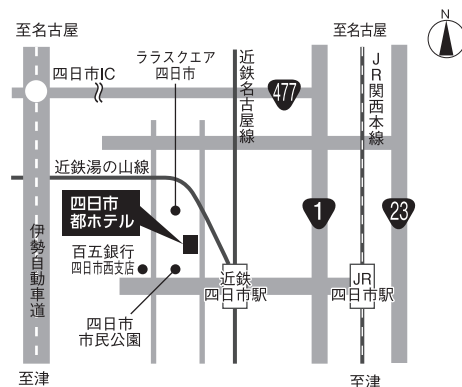 至名古屋
ララスクエア
四日市
四日市IC
477
近鉄名古屋線
至名古屋
JR関西本線
N
近鉄湯の山線
四日市
都ホテル
1
23
伊勢自動車道
百五銀行
四日市西支店
四日市
市民公園
近鉄
四日市駅
JR
四日市駅
至津
至津